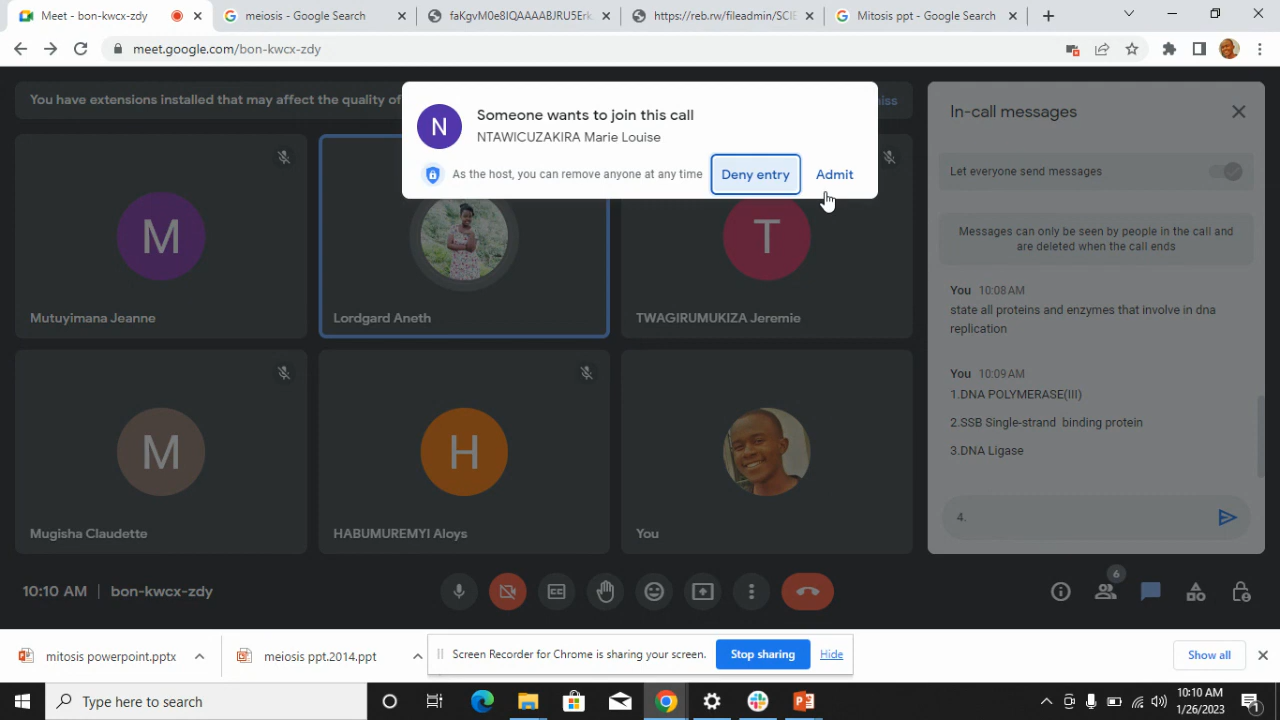 Meet - bon-kwcx-zdy
meiosis - Google Search
faKgvM0e8IQAAAABJRU5Erk
https://reb.rw/fileadmin/SCIE
Mitosis ppt - Google Search
meet.google.com/bon-kwcx-zdy
You have extensions installed that may affect the quality of
Someone wants to join this call
N
NTAWICUZAKIRA Marie Louise
As the host, you can remove anyone at any time
Deny entry
Admit
M
Mutuyimana Jeanne
Lordgard Aneth
T
TWAGIRUMUKIZA Jeremie
M
Mugisha Claudette
H
HABUMUREMYI Aloys
You
In-call messages
Let everyone send messages
Messages can only be seen by people in the call and
are deleted when the call ends
You 10:08 AM
state all proteins and enzymes that involve in dna
replication
You 10:09 AM
1.DNA POLYMERASE(III)
2.SSB Single-strand binding protein
3.DNA Ligase
4.
10:10 AM | bon-kwcx-zdy
6
mitosis powerpoint.pptx
meiosis ppt.2014.ppt
Screen Recorder for Chrome is sharing your screen.
Stop sharing
Hide
Show all
Type here to search
10:10 AM
1/26/2023
1